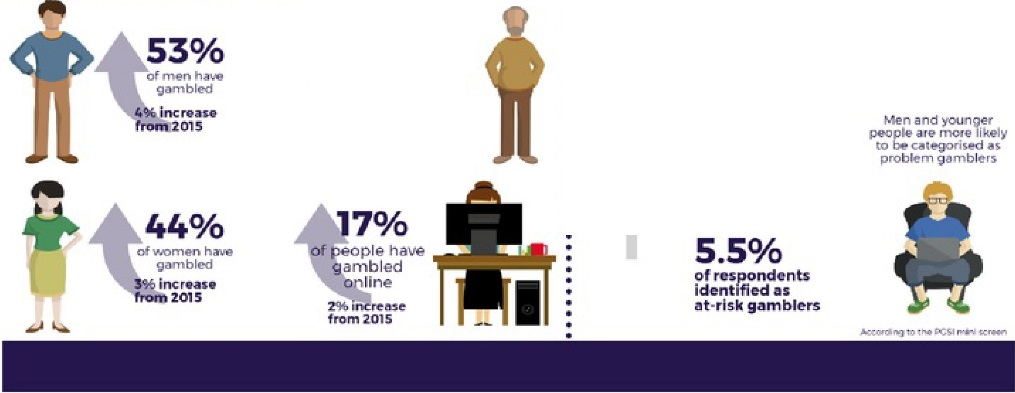 53%
of men have
gambled
4% increase
from 2015
Men and younger
people are more likely
to be categorised as
problem gamblers
44%
of women have
gambled
3% increase
from 2015
17%
of people have
gambled
online
2% increase
from 2015
5.5%
of respondents
identified as
at-risk gamblers
According to the PGSI mini screen